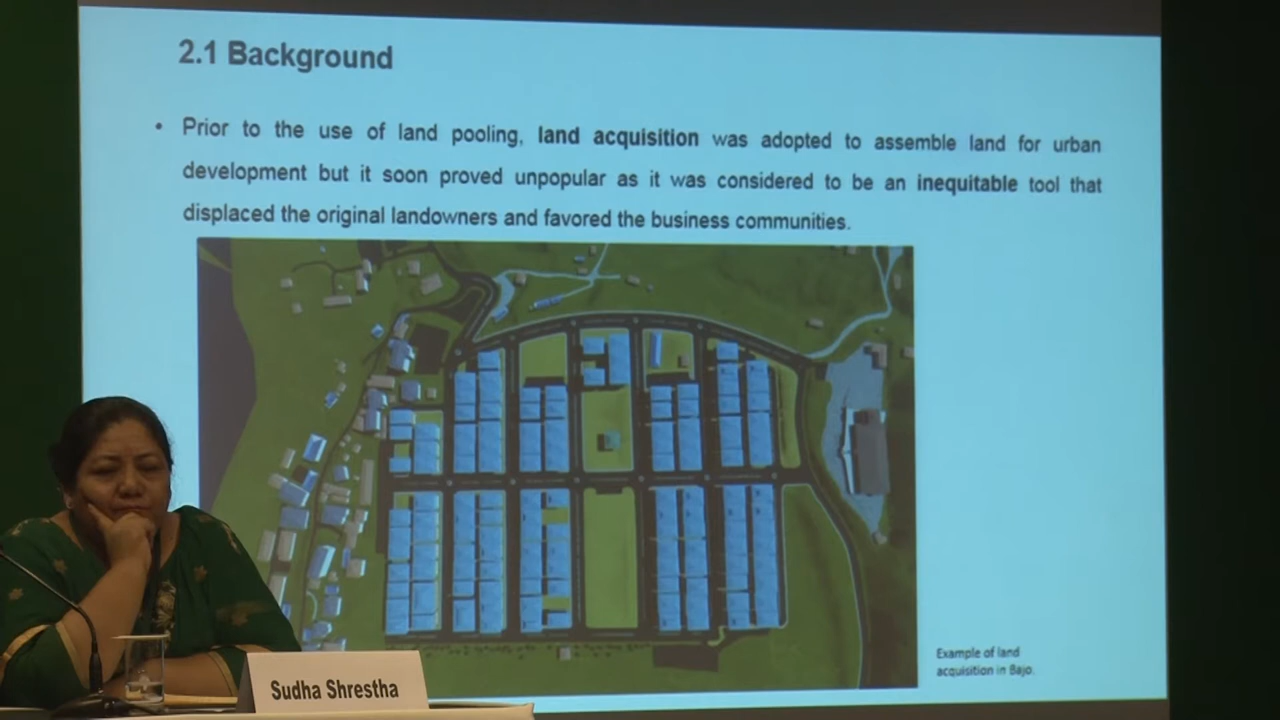 2.1 Background
• Prior to the use of land pooling, land acquisition was adopted to assemble land for urban
development but it soon proved unpopular as it was considered to be an inequitable tool that
displaced the original landowners and favored the business communities.
Example of land
acquisition in Bajo.
Sudha Shrestha